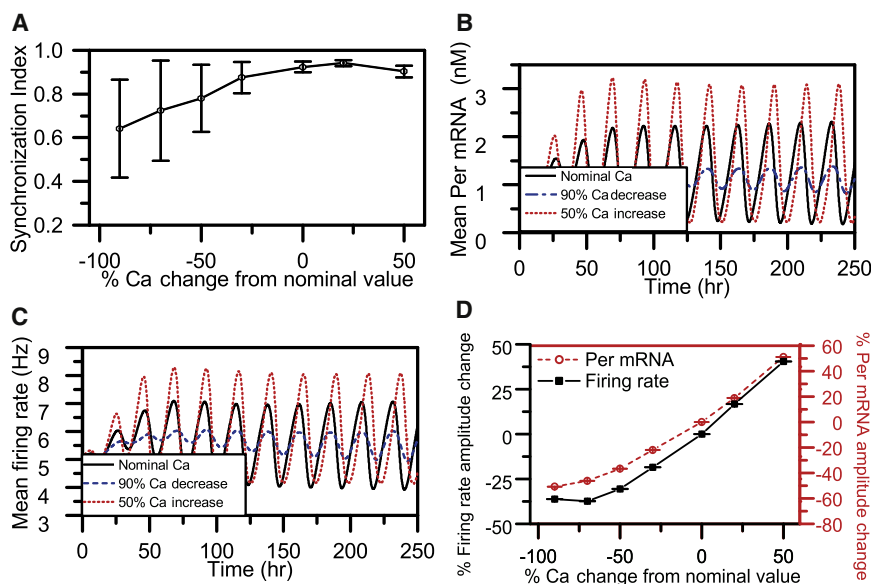 A
Synchronization Index
1.0
0.8
0.6
0.4
0.2
-100
-50
0
50
% Ca change from nominal value
B
Mean Per mRNA (nM)
3
2
1
0
Nominal Ca
90% Ca decrease
50% Ca increase
0
50
100
150
200
250
Time (hr)
C
Mean firing rate (Hz)
9
8
7
6
5
4
3
Nominal Ca
90% Ca decrease
50% Ca increase
0
50
100
150
200
250
Time (hr)
D
% Firing rate amplitude change
50
25
0
-25
-50
Per mRNA
Firing rate
60
40
20
0
-20
-40
-60
-80
% Per mRNA amplitude change
-100
-50
0
50
% Ca change from nominal value